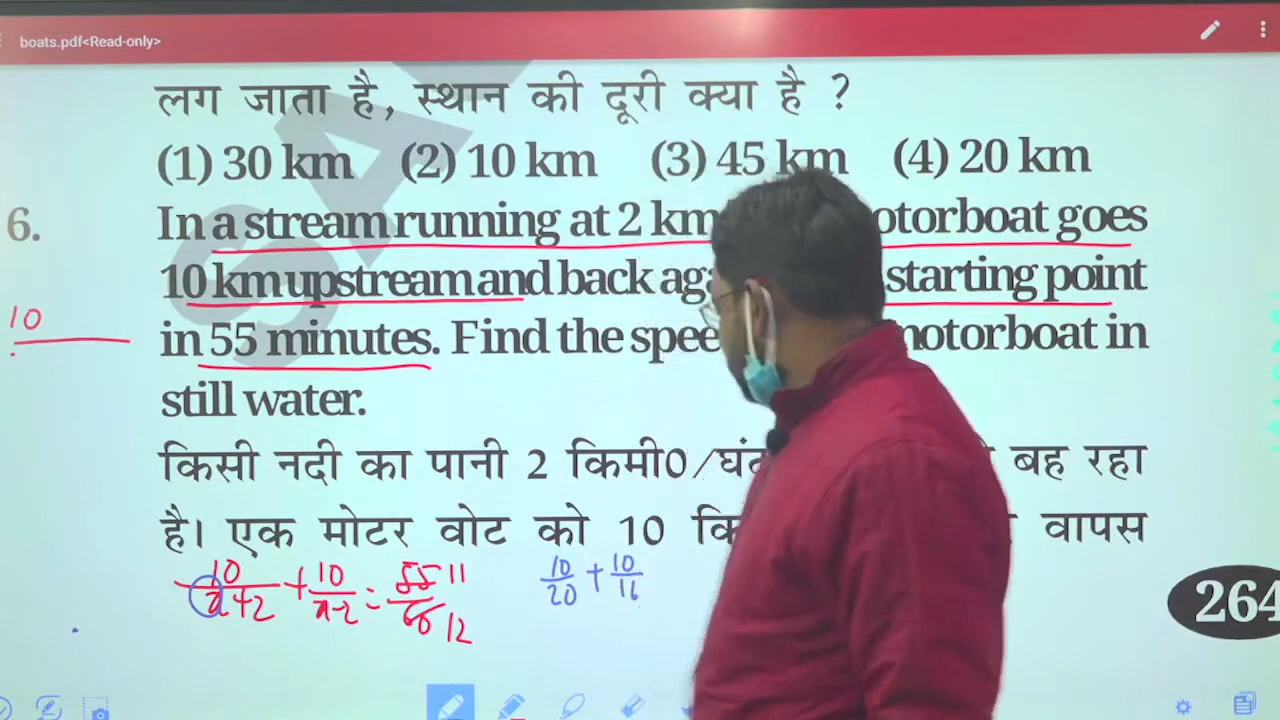 boats.pdf<Read-only>
लग जाता है, स्थान की दूरी क्या है ?
(1) 30 km (2) 10 km (3) 45 km (4) 20 km
6. In a stream running at 2 km otorboat goes
10 km upstream and back aga starting point
10
in 55 minutes. Find the spee motorboat in
still water.
किसी नदी का पानी 2 किमी0/घंट बह रहा
है। एक मोटर वोट को 10 कि वापस
10/x+2 + 10/x-2 = 55/60 11/12
10/20 + 10/16
264